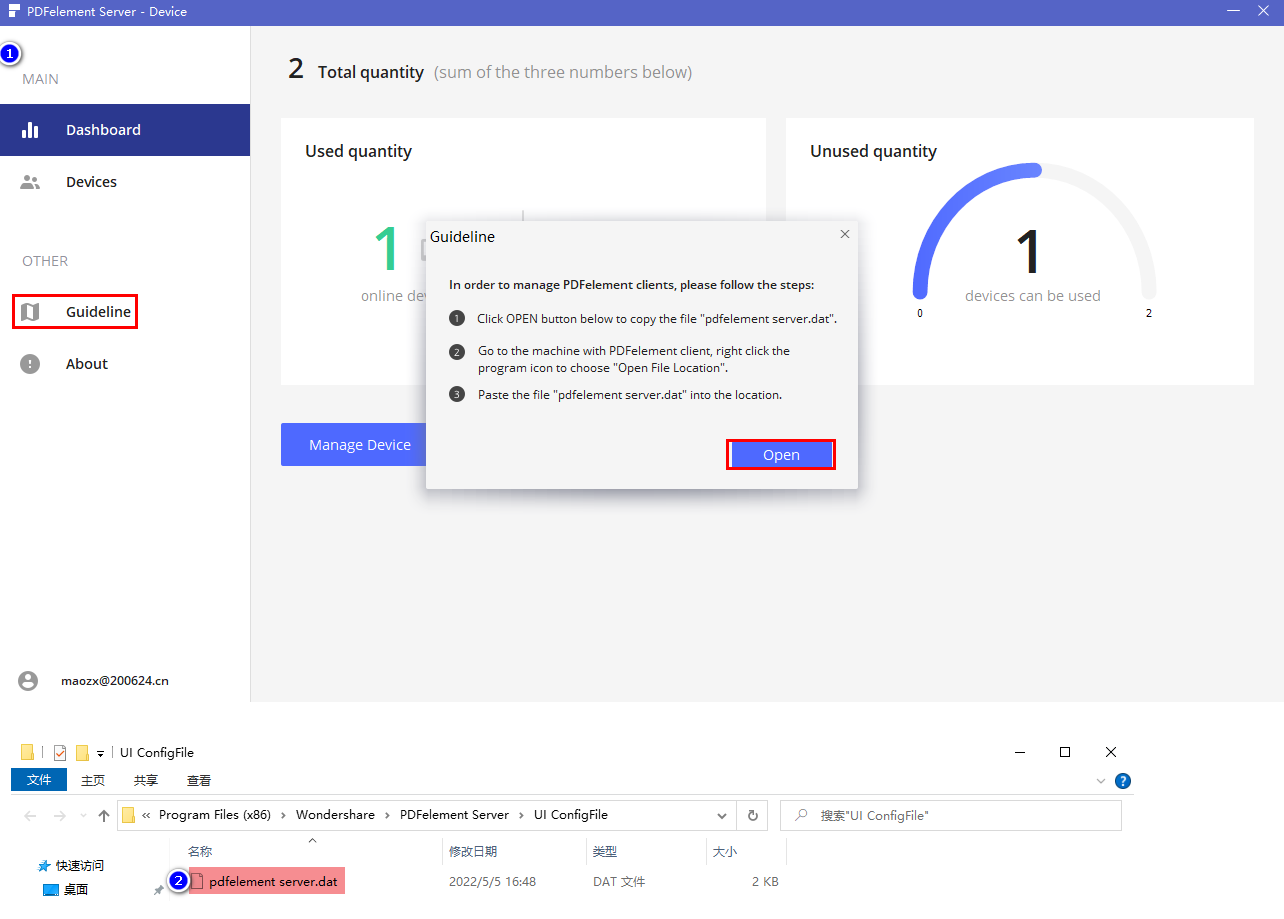 PDFelement Server - Device
1
MAIN
Dashboard
Devices
OTHER
Guideline
About
maozx@200624.cn
2 Total quantity (sum of the three numbers below)
Used quantity
1
online dev
Unused quantity
1
devices can be used
0
2
Manage Device
Guideline
In order to manage PDFelement clients, please follow the steps:
1 Click OPEN button below to copy the file "pdfelement server.dat".
2 Go to the machine with PDFelement client, right click the
program icon to choose "Open File Location".
3 Paste the file "pdfelement server.dat" into the location.
Open
UI ConfigFile
文件 主页 共享 查看
« Program Files (x86) › Wondershare › PDFelement Server › UI ConfigFile
搜索"UI ConfigFile"
名称 修改日期 类型 大小
快速访问
桌面
2 pdfelement server.dat 2022/5/5 16:48 DAT 文件 2 KB